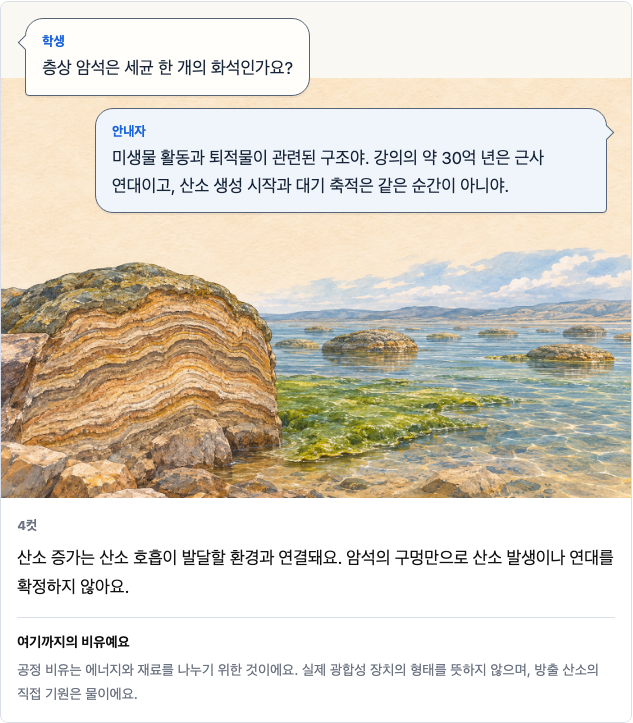 학생
층상 암석은 세균 한 개의 화석인가요?
안내자
미생물 활동과 퇴적물이 관련된 구조야. 강의의 약 30억 년은 근사
연대이고, 산소 생성 시작과 대기 축적은 같은 순간이 아니야.
4컷
산소 증가는 산소 호흡이 발달할 환경과 연결돼요. 암석의 구멍만으로 산소 발생이나 연대를
확정하지 않아요.
여기까지의 비유예요
공정 비유는 에너지와 재료를 나누기 위한 것이에요. 실제 광합성 장치의 형태를 뜻하지 않으며, 방출 산소의
직접 기원은 물이에요.